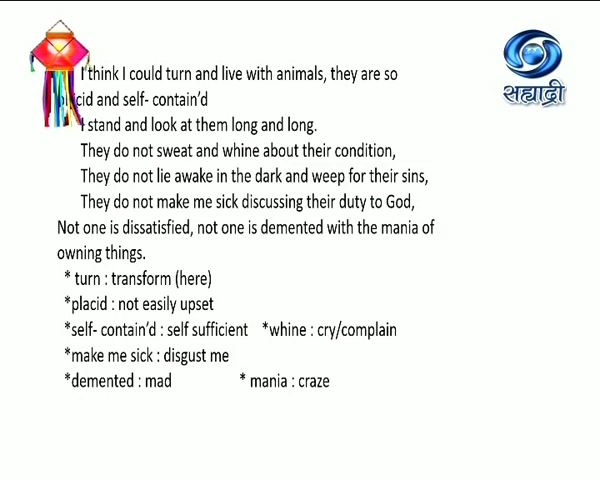 I think I could turn and live with animals, they are so
placid and self- contain'd
I stand and look at them long and long.
They do not sweat and whine about their condition,
They do not lie awake in the dark and weep for their sins,
They do not make me sick discussing their duty to God,
Not one is dissatisfied, not one is demented with the mania of
owning things.
* turn : transform (here)
*placid : not easily upset
*self- contain'd : self sufficient *whine : cry/complain
*make me sick : disgust me
*demented : mad * mania : craze
सह्याद्री